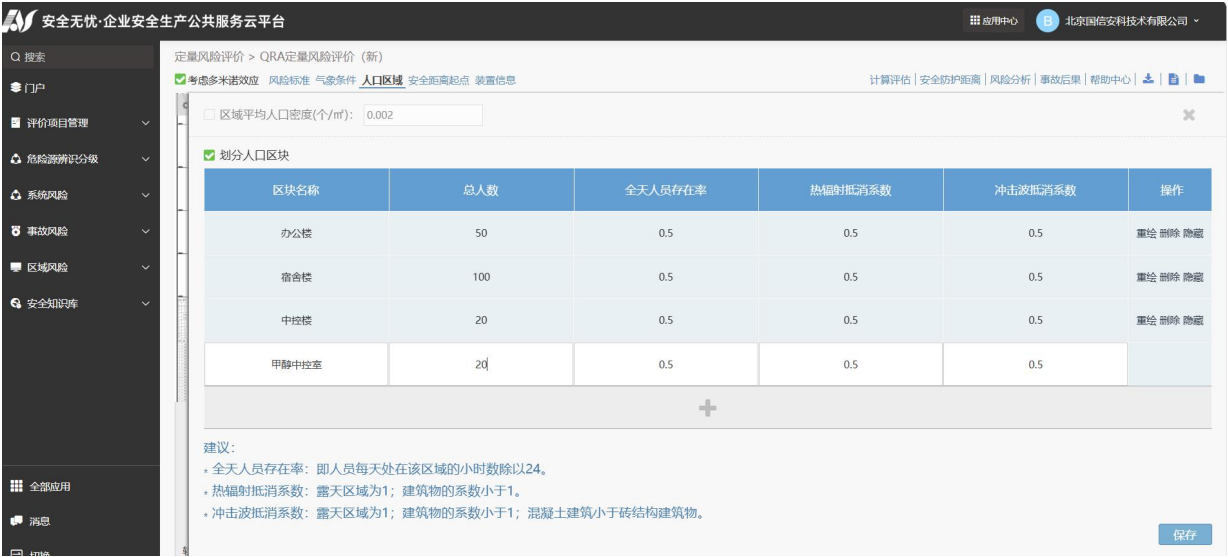 安全无忧·企业安全生产公共服务云平台
应用中心
B 北京国信安科技术有限公司
搜索
门户
评价项目管理
危险源辨识分级
系统风险
事故风险
区域风险
安全知识库
全部应用
消息
切换
定量风险评价 > QRA定量风险评价（新）
考虑多米诺效应 风险标准 气象条件 人口区域 安全距离起点 装置信息
计算评估 | 安全防护距离 | 风险分析 | 事故后果 | 帮助中心
区域平均人口密度(个/㎡)： 0.002
划分人口区块
区块名称 总人数 全天人员存在率 热辐射抵消系数 冲击波抵消系数 操作
办公楼 50 0.5 0.5 0.5 重绘 删除 隐藏
宿舍楼 100 0.5 0.5 0.5 重绘 删除 隐藏
中控楼 20 0.5 0.5 0.5 重绘 删除 隐藏
甲醇中控室 20 0.5 0.5 0.5
建议：
* 全天人员存在率：即人员每天处在该区域的小时数除以24。
* 热辐射抵消系数：露天区域为1；建筑物的系数小于1。
* 冲击波抵消系数：露天区域为1；建筑物的系数小于1；混凝土建筑小于砖结构建筑物。
保存